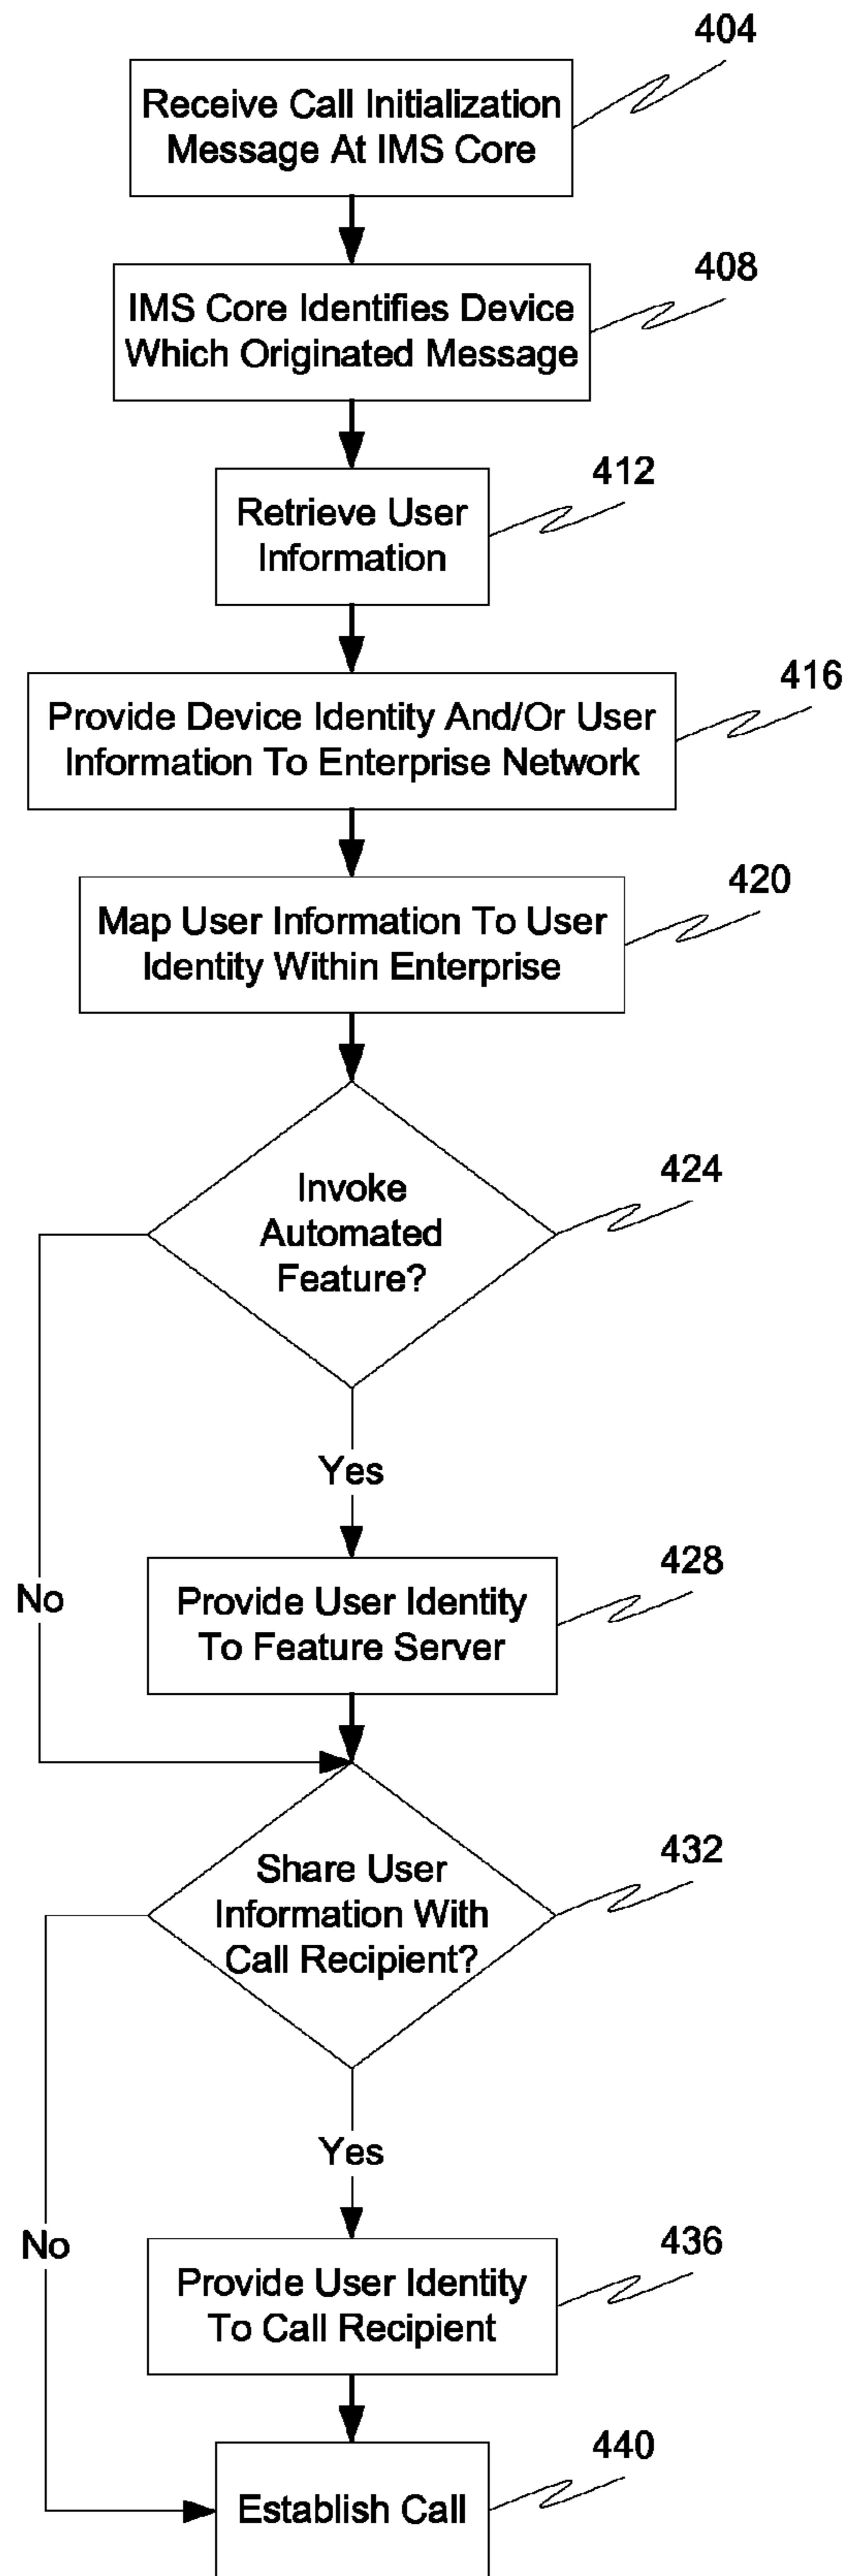 404
Receive Call Initialization
Message At IMS Core
408
IMS Core Identifies Device
Which Originated Message
412
Retrieve User
Information
416
Provide Device Identity And/Or User
Information To Enterprise Network
420
Map User Information To User
Identity Within Enterprise
424
Invoke
Automated
Feature?
Yes
No
428
Provide User Identity
To Feature Server
432
Share User
Information With
Call Recipient?
Yes
No
436
Provide User Identity
To Call Recipient
440
Establish Call